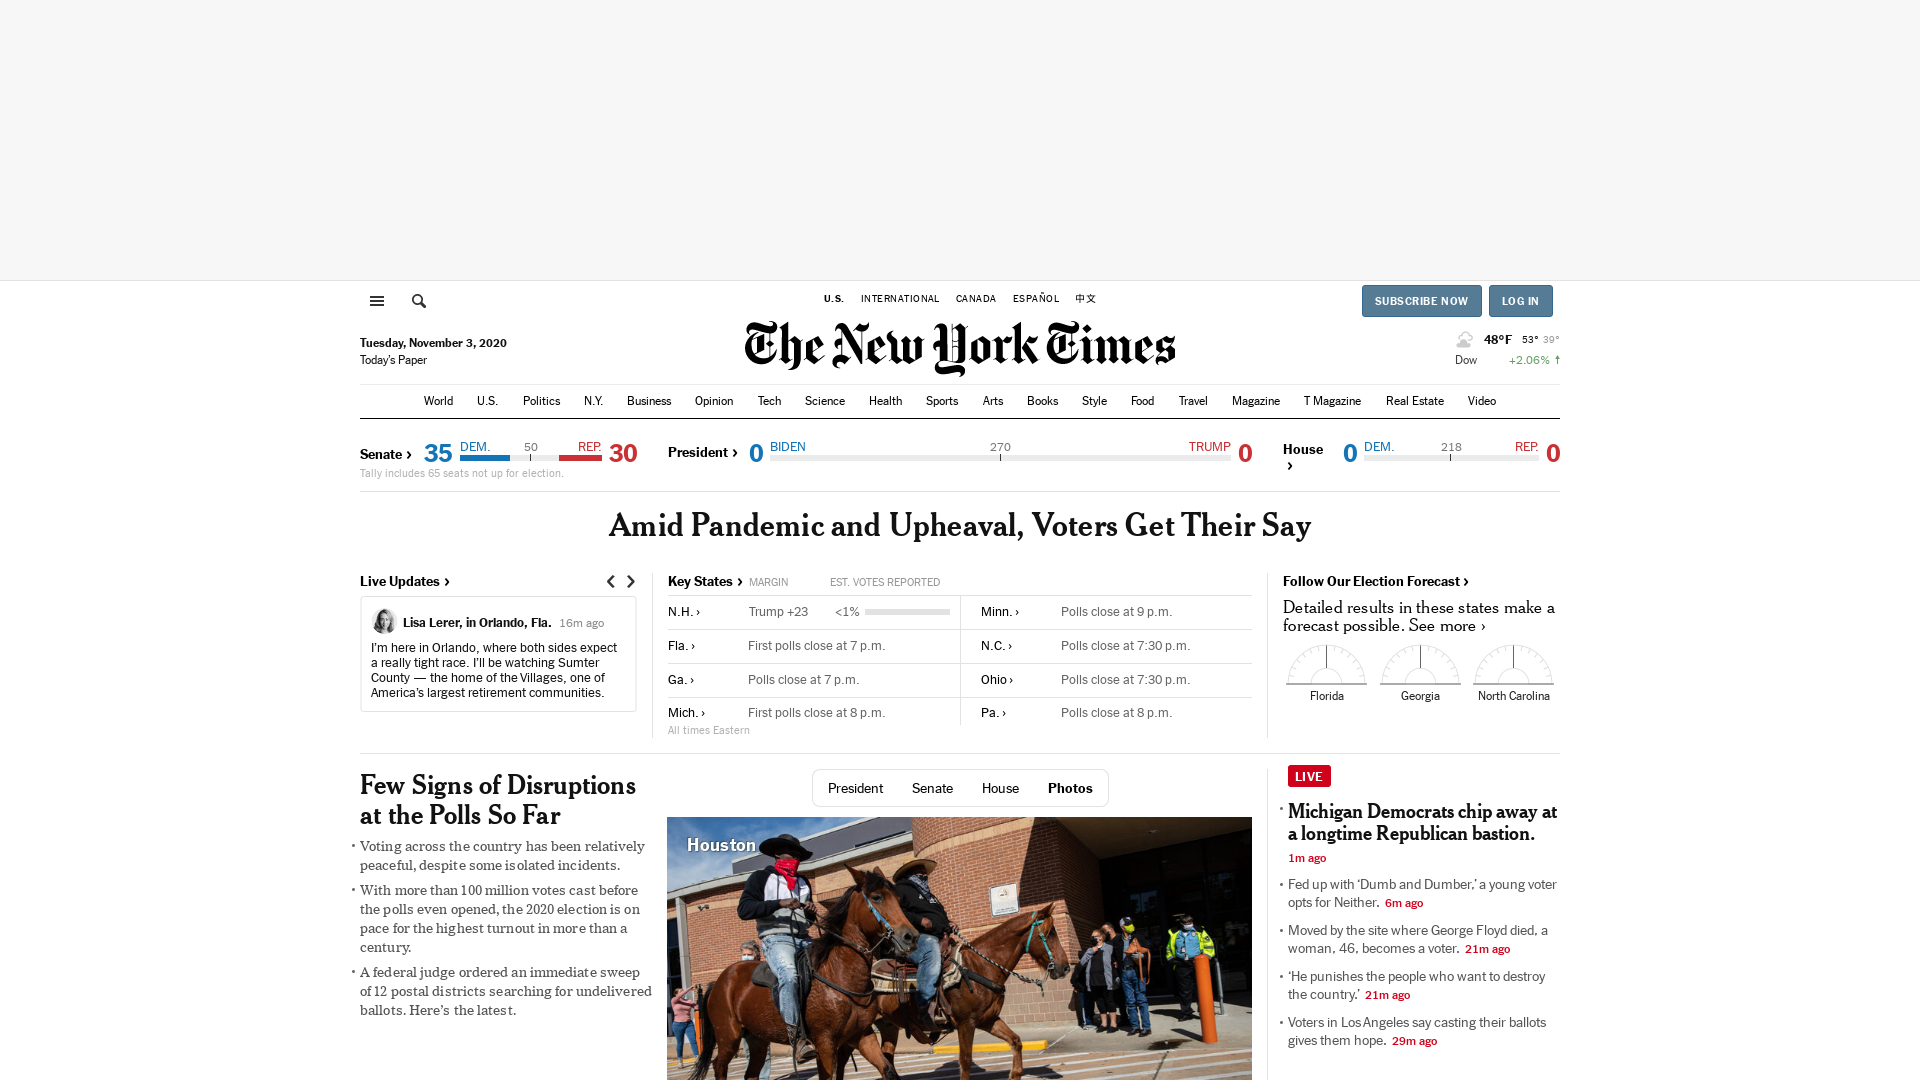 U.S. INTERNATIONAL CANADA ESPAÑOL 中文
SUBSCRIBE NOW LOG IN
The New York Times
Tuesday, November 3, 2020
Today's Paper
48°F 53° 39°
Dow +2.06% ↑
World U.S. Politics N.Y. Business Opinion Tech Science Health Sports Arts Books Style Food Travel Magazine T Magazine Real Estate Video
Senate › 35 DEM. 50 REP. 30
Tally includes 65 seats not up for election.
President › 0 BIDEN 270 TRUMP 0
House › 0 DEM. 218 REP. 0
Amid Pandemic and Upheaval, Voters Get Their Say
Live Updates ›
Lisa Lerer, in Orlando, Fla. 16m ago
I'm here in Orlando, where both sides expect
a really tight race. I'll be watching Sumter
County — the home of the Villages, one of
America's largest retirement communities.
Key States › MARGIN EST. VOTES REPORTED
N.H. › Trump +23 <1%
Fla. › First polls close at 7 p.m.
Ga. › Polls close at 7 p.m.
Mich. › First polls close at 8 p.m.
All times Eastern
Minn. › Polls close at 9 p.m.
N.C. › Polls close at 7:30 p.m.
Ohio › Polls close at 7:30 p.m.
Pa. › Polls close at 8 p.m.
Follow Our Election Forecast ›
Detailed results in these states make a
forecast possible. See more ›
Florida Georgia North Carolina
Few Signs of Disruptions
at the Polls So Far
• Voting across the country has been relatively
peaceful, despite some isolated incidents.
• With more than 100 million votes cast before
the polls even opened, the 2020 election is on
pace for the highest turnout in more than a
century.
• A federal judge ordered an immediate sweep
of 12 postal districts searching for undelivered
ballots. Here's the latest.
President Senate House Photos
Houston
LIVE
• Michigan Democrats chip away at
a longtime Republican bastion.
1m ago
• Fed up with ‘Dumb and Dumber,’ a young voter
opts for Neither. 6m ago
• Moved by the site where George Floyd died, a
woman, 46, becomes a voter. 21m ago
• ‘He punishes the people who want to destroy
the country.’ 21m ago
• Voters in Los Angeles say casting their ballots
gives them hope. 29m ago